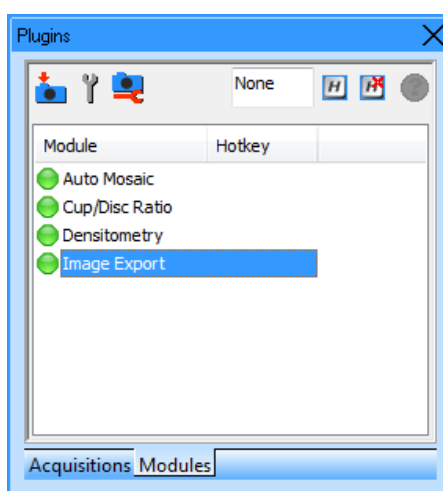 Plugins
None H H
Module Hotkey
Auto Mosaic
Cup/Disc Ratio
Densitometry
Image Export
Acquisitions Modules